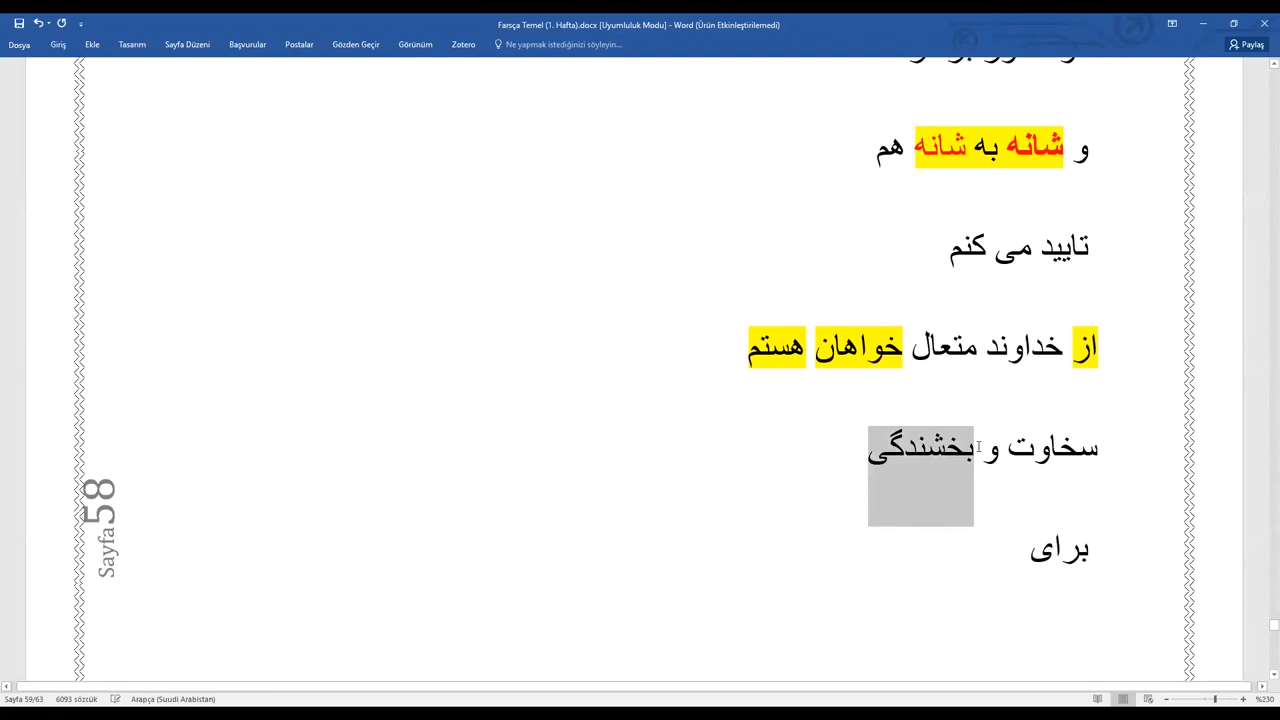 Farsça Temel (1. Hafta).docx [Uyumluluk Modu] - Word (Ürün Etkinleştirilemedi)
Dosya Giriş Ekle Tasarım Sayfa Düzeni Başvurular Postalar Gözden Geçir Görünüm Zotero Ne yapmak istediğinizi söyleyin... Paylaş
و شانه به شانه هم
تایید می کنم
از خداوند متعال خواهان هستم
سخاوت و بخشندگی
برای
Sayfa58
Sayfa 59/63 6093 sözcük Arapça (Suudi Arabistan) %230